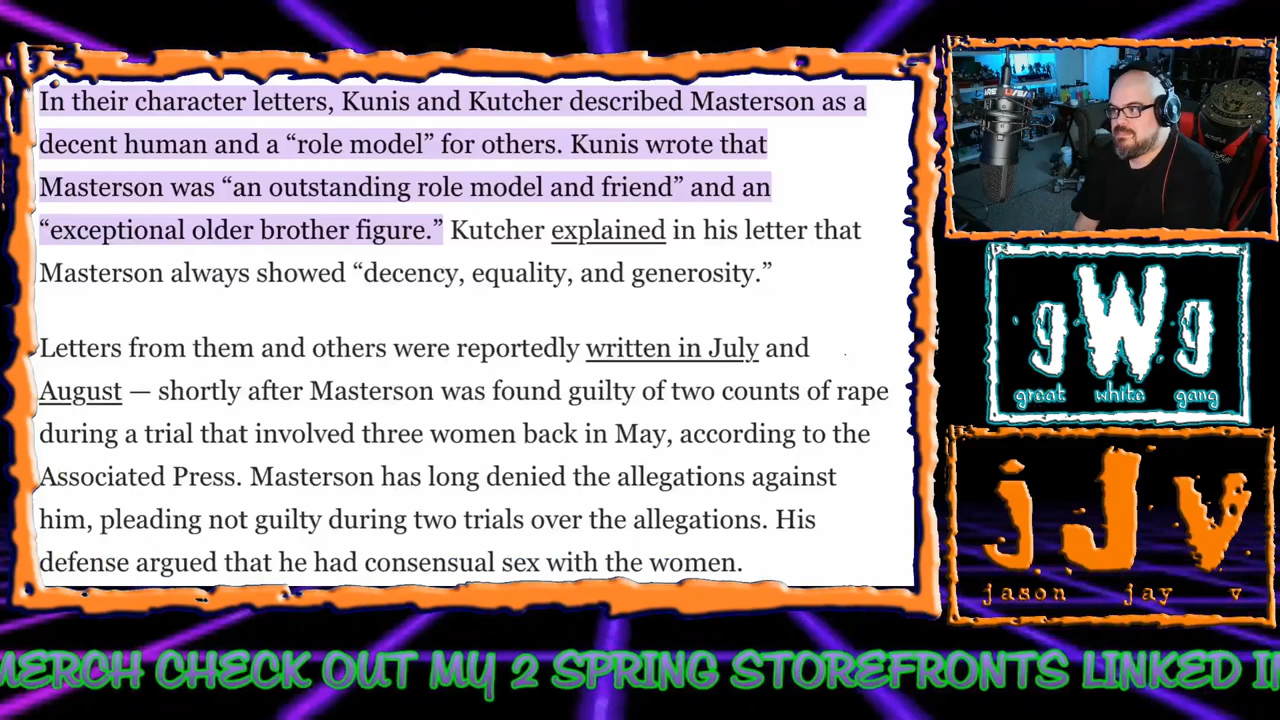 In their character letters, Kunis and Kutcher described Masterson as a
decent human and a “role model” for others. Kunis wrote that
Masterson was “an outstanding role model and friend” and an
“exceptional older brother figure.” Kutcher explained in his letter that
Masterson always showed “decency, equality, and generosity.”
Letters from them and others were reportedly written in July and
August — shortly after Masterson was found guilty of two counts of rape
during a trial that involved three women back in May, according to the
Associated Press. Masterson has long denied the allegations against
him, pleading not guilty during two trials over the allegations. His
defense argued that he had consensual sex with the women.
gWg
great white gang
jJv
jason jay v
MERCH CHECK OUT MY 2 SPRING STOREFRONTS LINKED